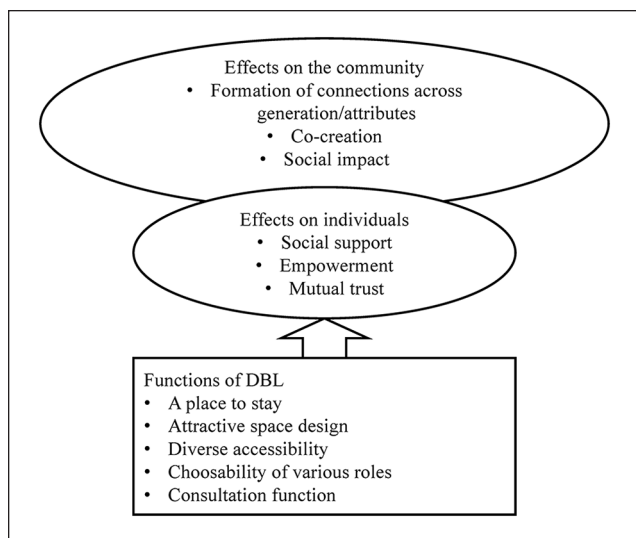 Effects on the community
• Formation of connections across
generation/attributes
• Co-creation
• Social impact
Effects on individuals
• Social support
• Empowerment
• Mutual trust
Functions of DBL
• A place to stay
• Attractive space design
• Diverse accessibility
• Choosability of various roles
• Consultation function